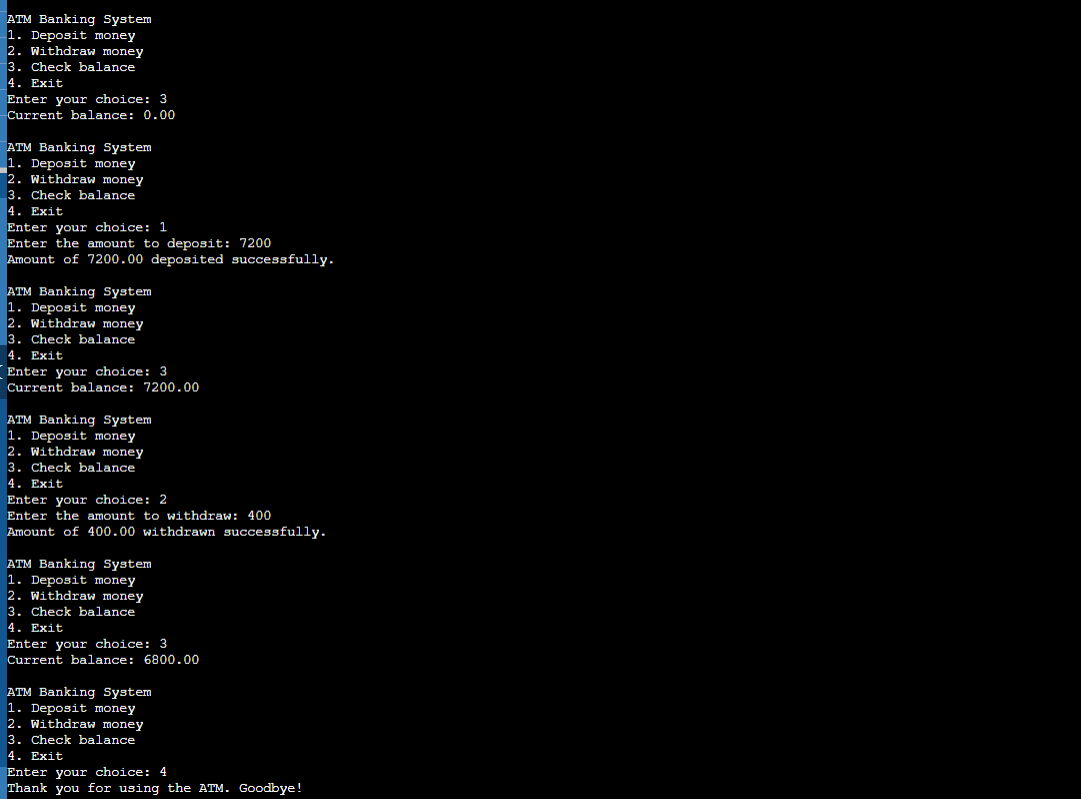 ATM Banking System
1. Deposit money
2. Withdraw money
3. Check balance
4. Exit
Enter your choice: 3
Current balance: 0.00

ATM Banking System
1. Deposit money
2. Withdraw money
3. Check balance
4. Exit
Enter your choice: 1
Enter the amount to deposit: 7200
Amount of 7200.00 deposited successfully.

ATM Banking System
1. Deposit money
2. Withdraw money
3. Check balance
4. Exit
Enter your choice: 3
Current balance: 7200.00

ATM Banking System
1. Deposit money
2. Withdraw money
3. Check balance
4. Exit
Enter your choice: 2
Enter the amount to withdraw: 400
Amount of 400.00 withdrawn successfully.

ATM Banking System
1. Deposit money
2. Withdraw money
3. Check balance
4. Exit
Enter your choice: 3
Current balance: 6800.00

ATM Banking System
1. Deposit money
2. Withdraw money
3. Check balance
4. Exit
Enter your choice: 4
Thank you for using the ATM. Goodbye!